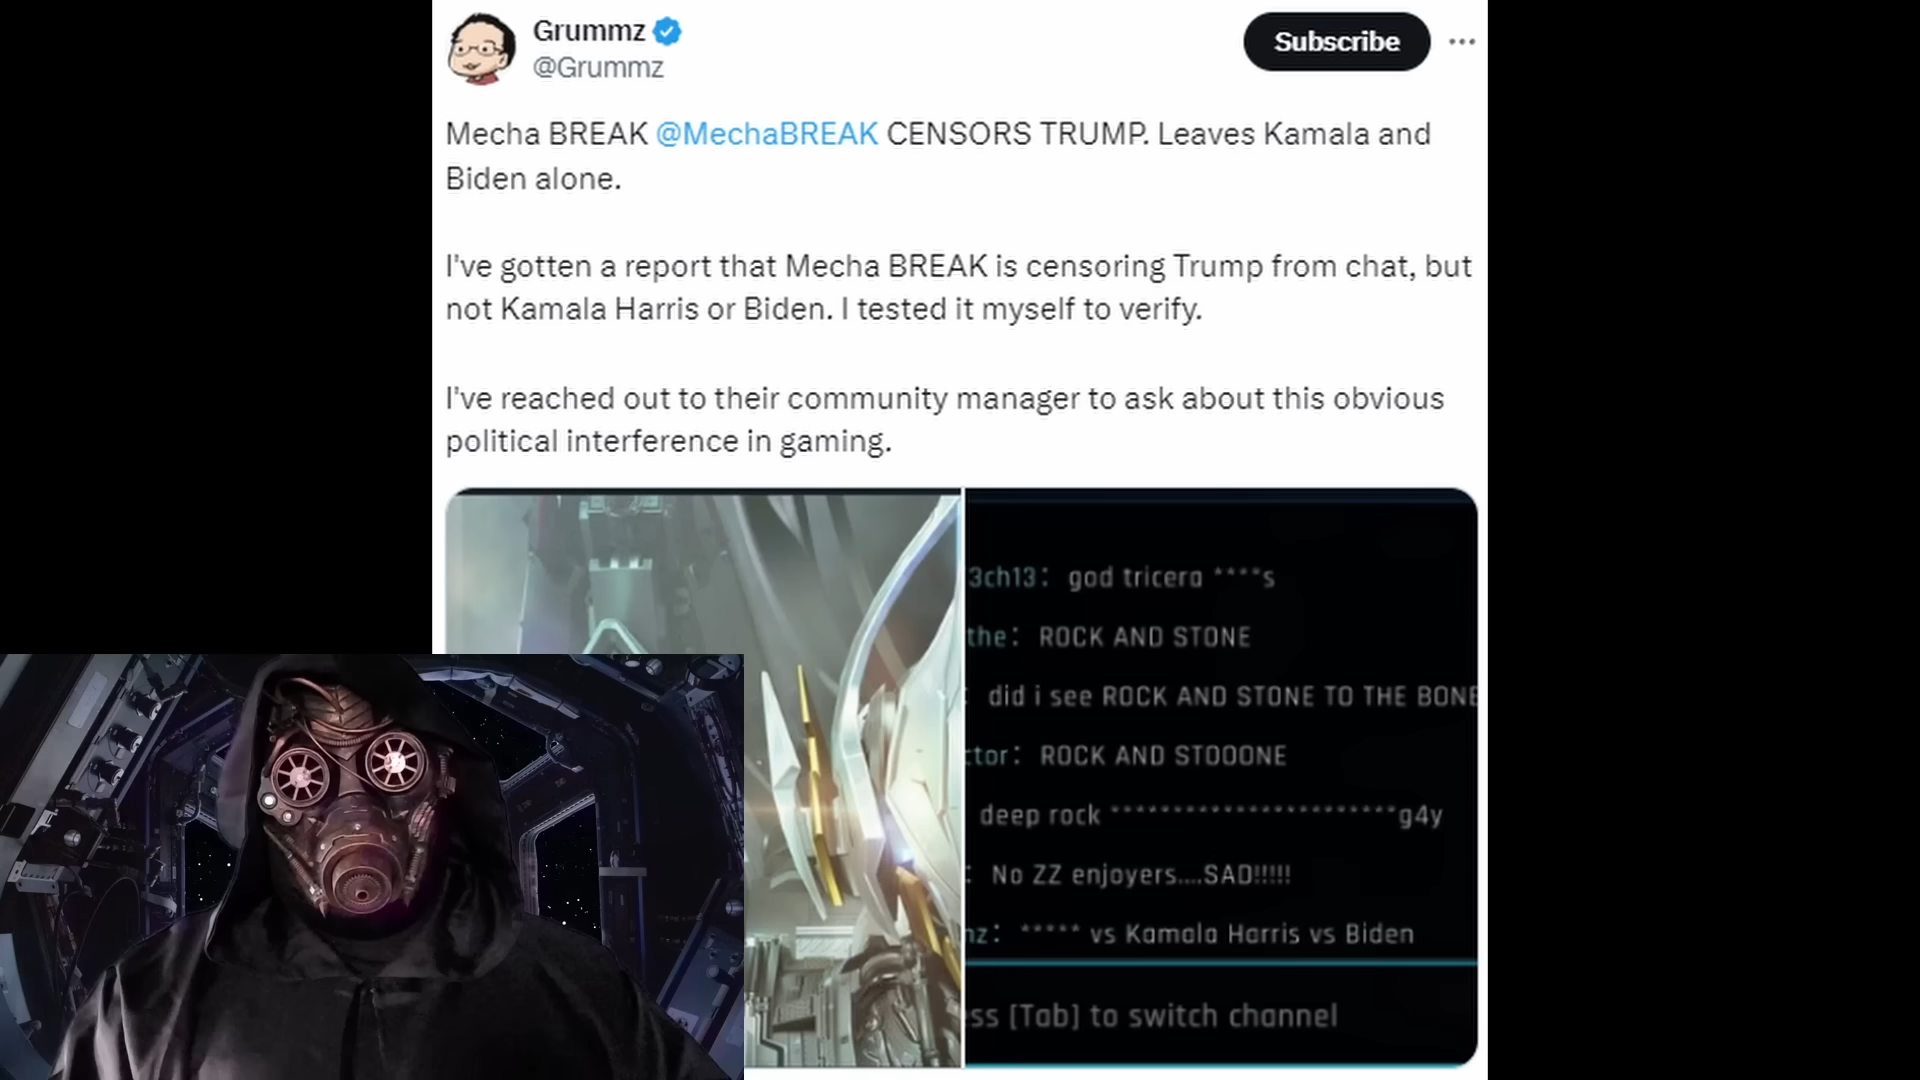 Grummz
@Grummz
Subscribe
Mecha BREAK @MechaBREAK CENSORS TRUMP. Leaves Kamala and
Biden alone.
I've gotten a report that Mecha BREAK is censoring Trump from chat, but
not Kamala Harris or Biden. I tested it myself to verify.
I've reached out to their community manager to ask about this obvious
political interference in gaming.
3ch13: god tricera ****s
the: ROCK AND STONE
: did i see ROCK AND STONE TO THE BONE
ctor: ROCK AND STOOONE
deep rock ***********************g4y
: No ZZ enjoyers....SAD!!!!!
nz: ***** vs Kamala Harris vs Biden
ss [Tab] to switch channel